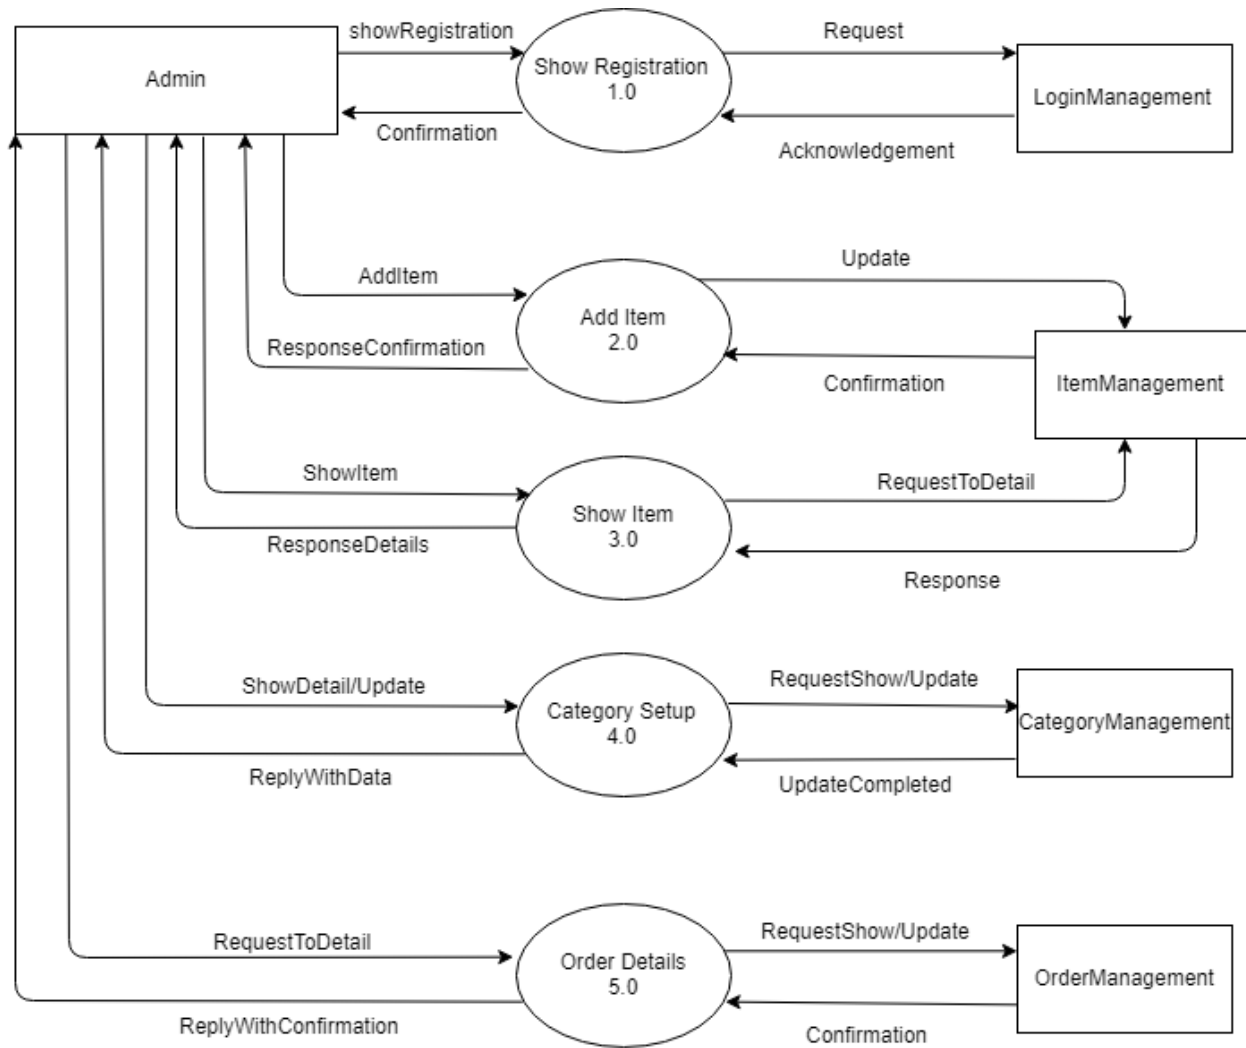 showRegistration
Request
Admin
Show Registration
1.0
LoginManagement
Confirmation
Acknowledgement
AddItem
Update
Add Item
2.0
ResponseConfirmation
Confirmation
ItemManagement
ShowItem
RequestToDetail
Show Item
3.0
ResponseDetails
Response
ShowDetail/Update
RequestShow/Update
Category Setup
4.0
CategoryManagement
ReplyWithData
UpdateCompleted
RequestToDetail
RequestShow/Update
Order Details
5.0
OrderManagement
ReplyWithConfirmation
Confirmation